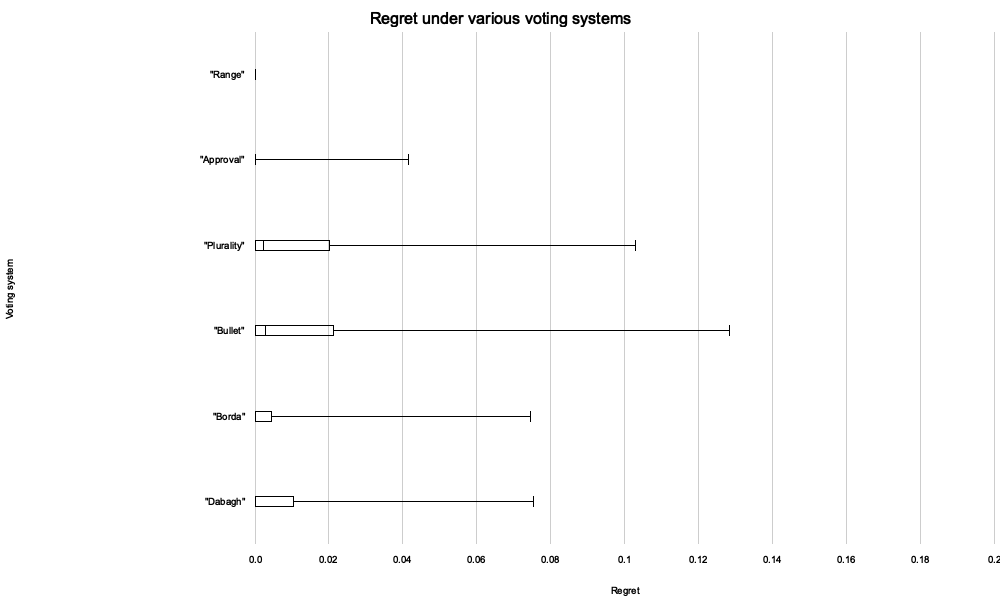 Regret under various voting systems
"Range"
"Approval"
"Plurality"
"Bullet"
"Borda"
"Dabagh"
Voting system
0.0 0.02 0.04 0.06 0.08 0.1 0.12 0.14 0.16 0.18 0.2
Regret